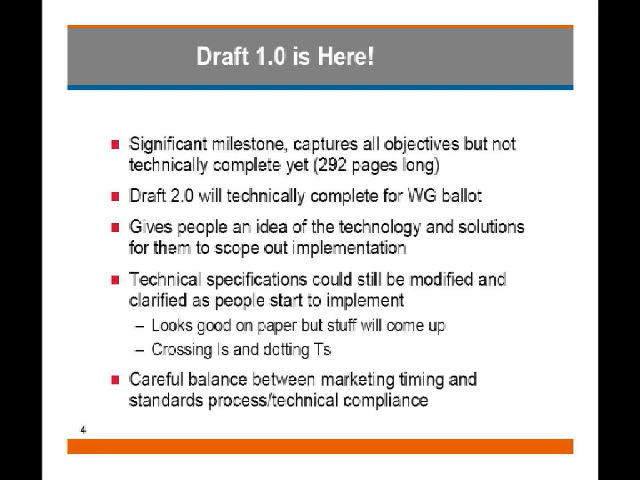 Draft 1.0 is Here!
Significant milestone, captures all objectives but not
technically complete yet (292 pages long)
Draft 2.0 will technically complete for WG ballot
Gives people an idea of the technology and solutions
for them to scope out implementation
Technical specifications could still be modified and
clarified as people start to implement
– Looks good on paper but stuff will come up
– Crossing Is and dotting Ts
Careful balance between marketing timing and
standards process/technical compliance
4